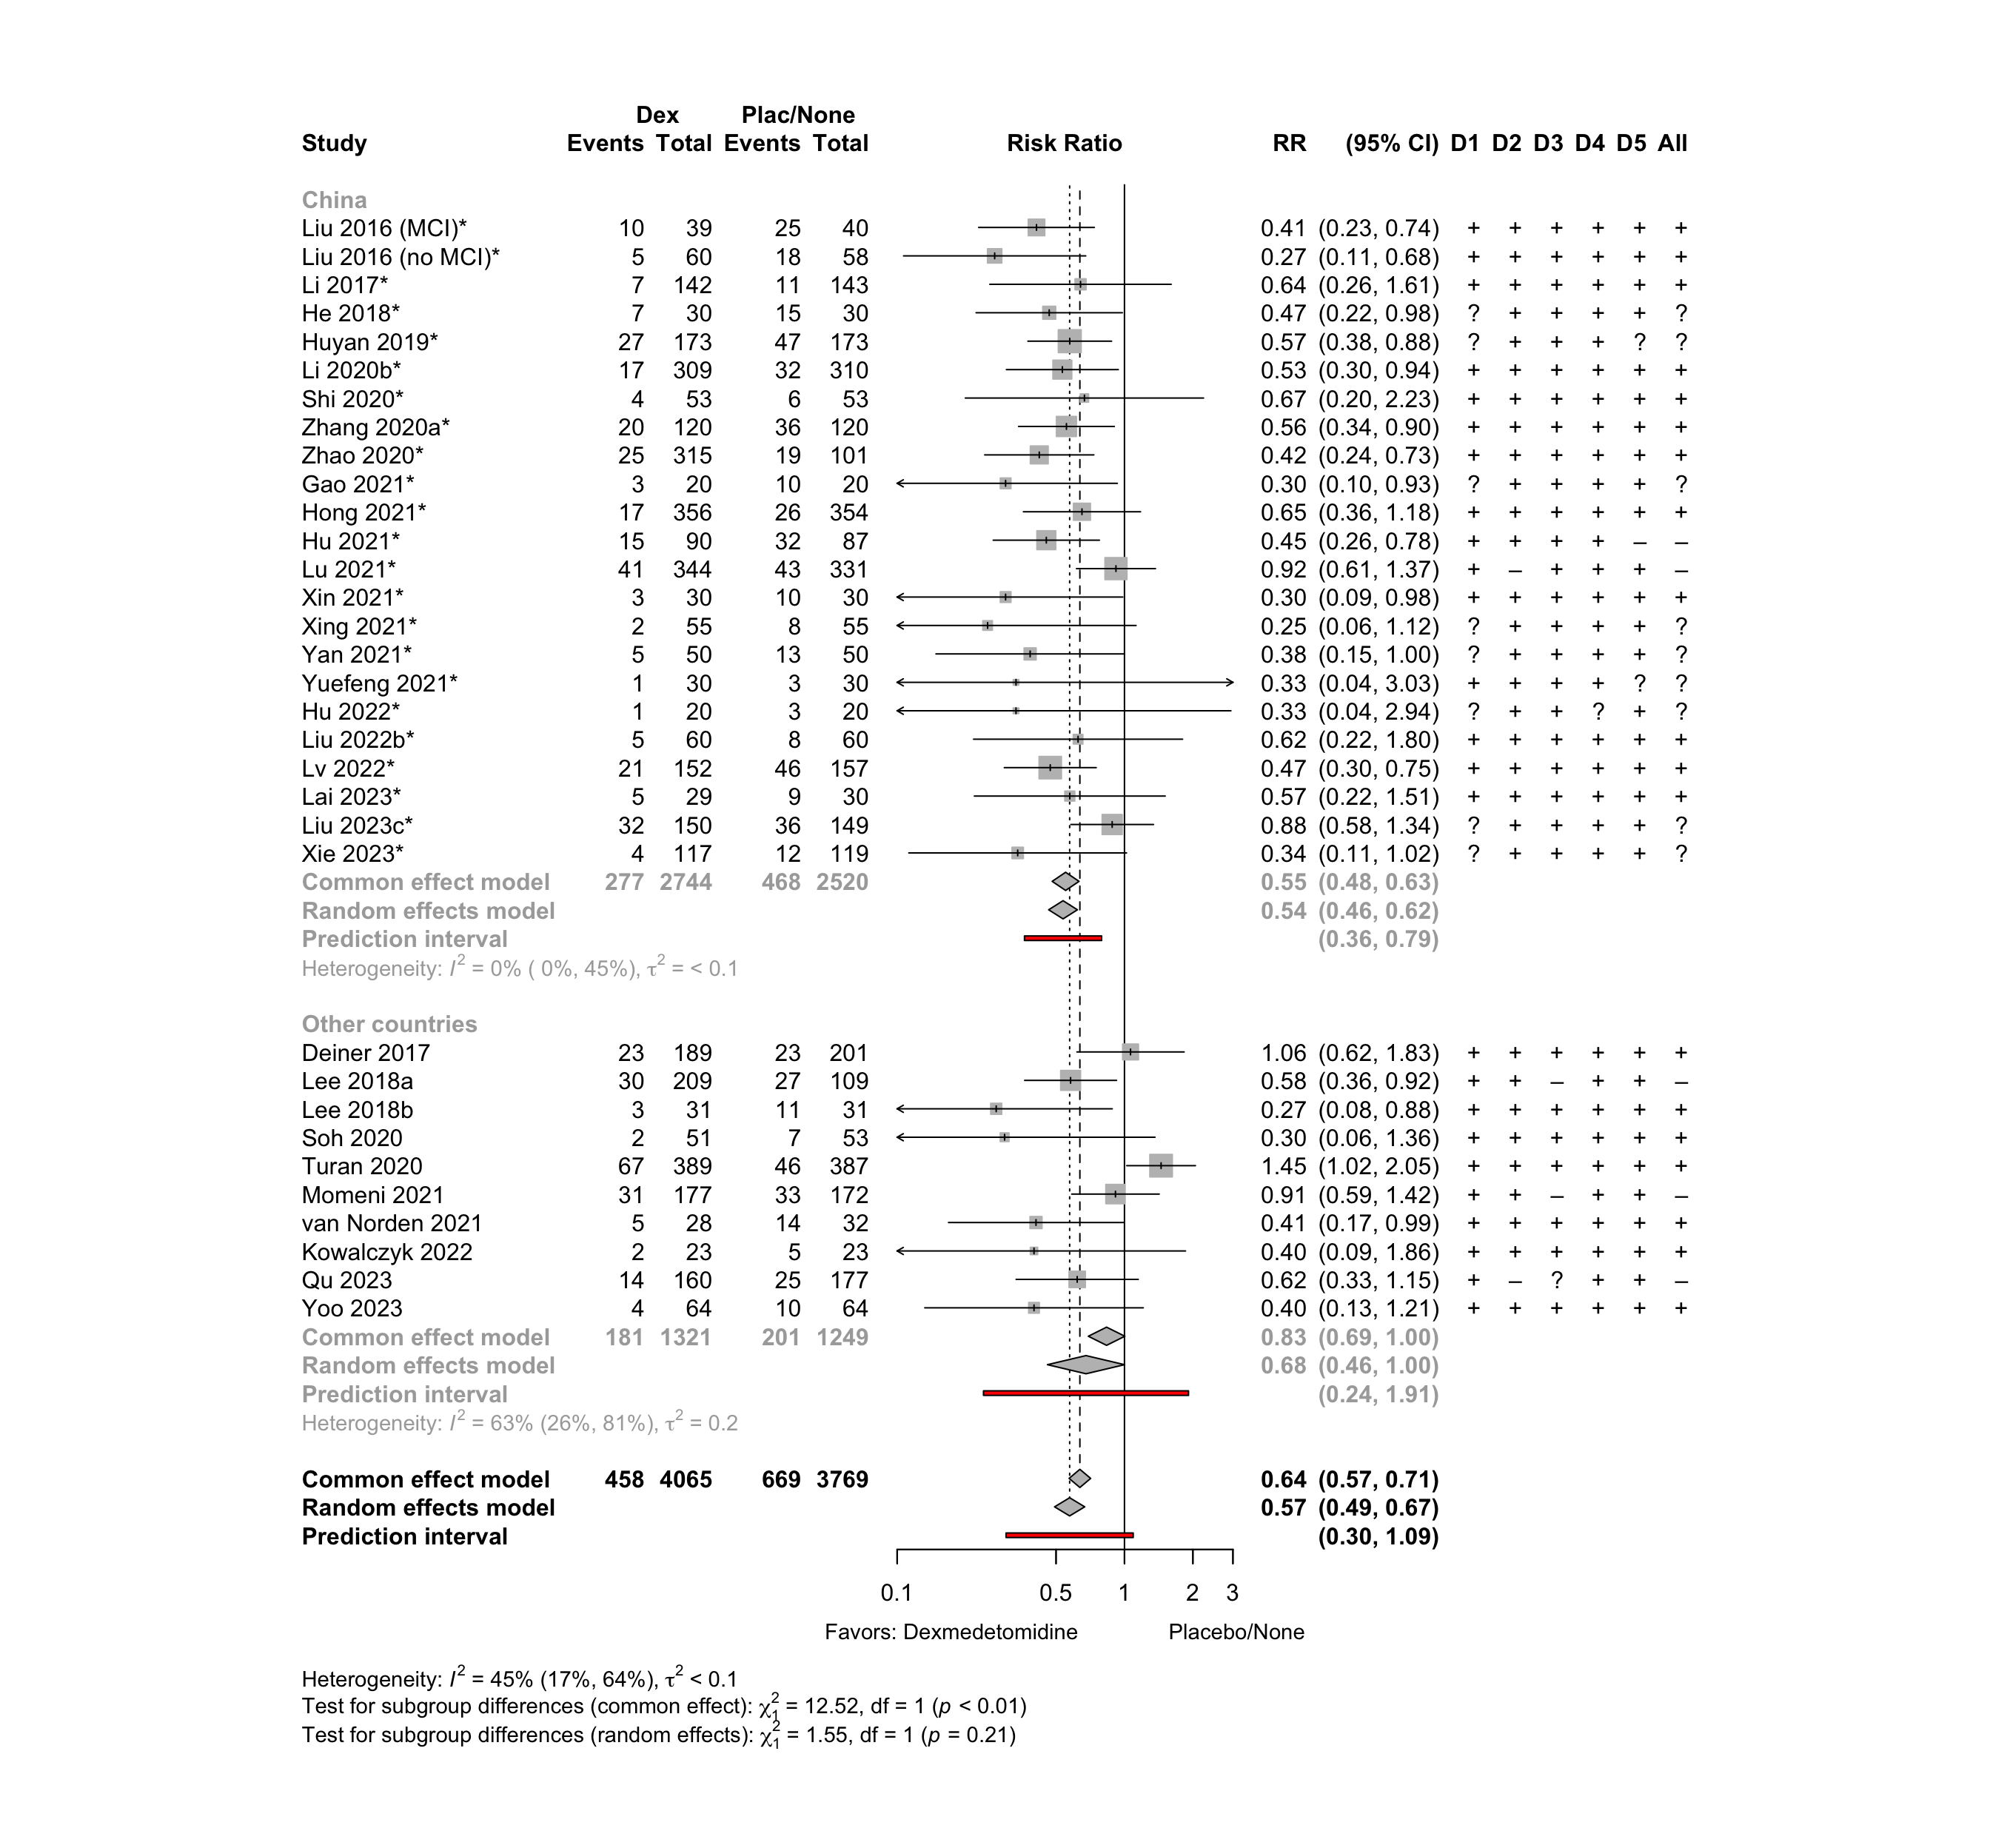 Dex Plac/None
Study Events Total Events Total Risk Ratio RR (95% CI) D1 D2 D3 D4 D5 All
China
Liu 2016 (MCI)* 10 39 25 40 0.41 (0.23, 0.74) + + + + + +
Liu 2016 (no MCI)* 5 60 18 58 0.27 (0.11, 0.68) + + + + + +
Li 2017* 7 142 11 143 0.64 (0.26, 1.61) + + + + + +
He 2018* 7 30 15 30 0.47 (0.22, 0.98) ? + + + + ?
Huyan 2019* 27 173 47 173 0.57 (0.38, 0.88) ? + + + ? ?
Li 2020b* 17 309 32 310 0.53 (0.30, 0.94) + + + + + +
Shi 2020* 4 53 6 53 0.67 (0.20, 2.23) + + + + + +
Zhang 2020a* 20 120 36 120 0.56 (0.34, 0.90) + + + + + +
Zhao 2020* 25 315 19 101 0.42 (0.24, 0.73) + + + + + +
Gao 2021* 3 20 10 20 0.30 (0.10, 0.93) ? + + + + ?
Hong 2021* 17 356 26 354 0.65 (0.36, 1.18) + + + + + +
Hu 2021* 15 90 32 87 0.45 (0.26, 0.78) + + + + – –
Lu 2021* 41 344 43 331 0.92 (0.61, 1.37) + – + + + –
Xin 2021* 3 30 10 30 0.30 (0.09, 0.98) + + + + + +
Xing 2021* 2 55 8 55 0.25 (0.06, 1.12) ? + + + + ?
Yan 2021* 5 50 13 50 0.38 (0.15, 1.00) ? + + + + ?
Yuefeng 2021* 1 30 3 30 0.33 (0.04, 3.03) + + + + ? ?
Hu 2022* 1 20 3 20 0.33 (0.04, 2.94) ? + + ? + ?
Liu 2022b* 5 60 8 60 0.62 (0.22, 1.80) + + + + + +
Lv 2022* 21 152 46 157 0.47 (0.30, 0.75) + + + + + +
Lai 2023* 5 29 9 30 0.57 (0.22, 1.51) + + + + + +
Liu 2023c* 32 150 36 149 0.88 (0.58, 1.34) ? + + + + ?
Xie 2023* 4 117 12 119 0.34 (0.11, 1.02) ? + + + + ?
Common effect model 277 2744 468 2520 0.55 (0.48, 0.63)
Random effects model 0.54 (0.46, 0.62)
Prediction interval (0.36, 0.79)
Heterogeneity: I² = 0% ( 0%, 45%), τ² = < 0.1
Other countries
Deiner 2017 23 189 23 201 1.06 (0.62, 1.83) + + + + + +
Lee 2018a 30 209 27 109 0.58 (0.36, 0.92) + + – + + –
Lee 2018b 3 31 11 31 0.27 (0.08, 0.88) + + + + + +
Soh 2020 2 51 7 53 0.30 (0.06, 1.36) + + + + + +
Turan 2020 67 389 46 387 1.45 (1.02, 2.05) + + + + + +
Momeni 2021 31 177 33 172 0.91 (0.59, 1.42) + + – + + –
van Norden 2021 5 28 14 32 0.41 (0.17, 0.99) + + + + + +
Kowalczyk 2022 2 23 5 23 0.40 (0.09, 1.86) + + + + + +
Qu 2023 14 160 25 177 0.62 (0.33, 1.15) + – ? + + –
Yoo 2023 4 64 10 64 0.40 (0.13, 1.21) + + + + + +
Common effect model 181 1321 201 1249 0.83 (0.69, 1.00)
Random effects model 0.68 (0.46, 1.00)
Prediction interval (0.24, 1.91)
Heterogeneity: I² = 63% (26%, 81%), τ² = 0.2
Common effect model 458 4065 669 3769 0.64 (0.57, 0.71)
Random effects model 0.57 (0.49, 0.67)
Prediction interval (0.30, 1.09)
0.1 0.5 1 2 3
Favors: Dexmedetomidine Placebo/None
Heterogeneity: I² = 45% (17%, 64%), τ² < 0.1
Test for subgroup differences (common effect): χ₁² = 12.52, df = 1 (p < 0.01)
Test for subgroup differences (random effects): χ₁² = 1.55, df = 1 (p = 0.21)